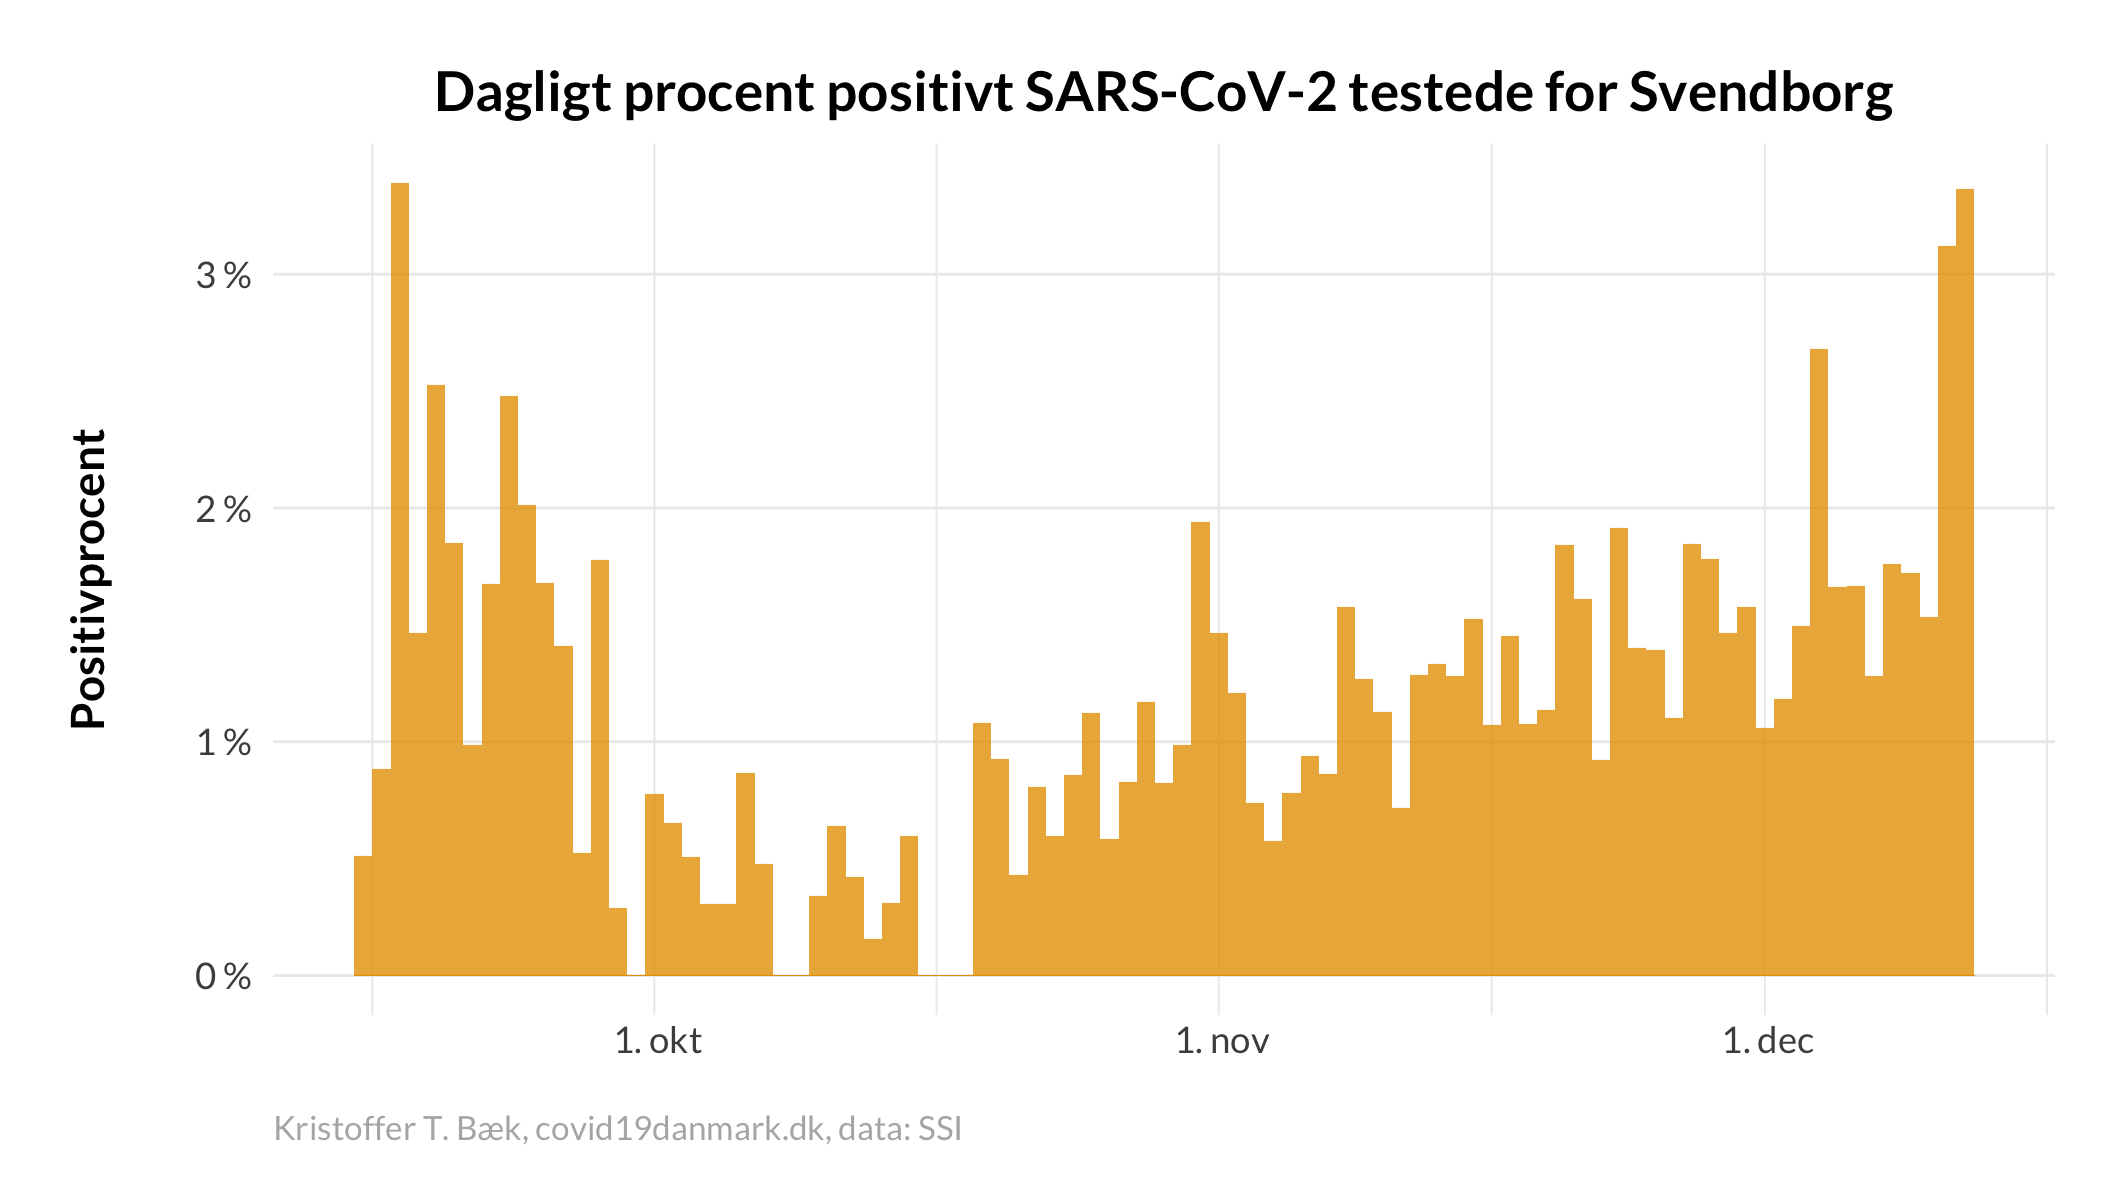 Dagligt procent positivt SARS-CoV-2 testede for Svendborg
Positivprocent
3 %
2 %
1 %
0 %
1. okt
1. nov
1. dec
Kristoffer T. Bæk, covid19danmark.dk, data: SSI